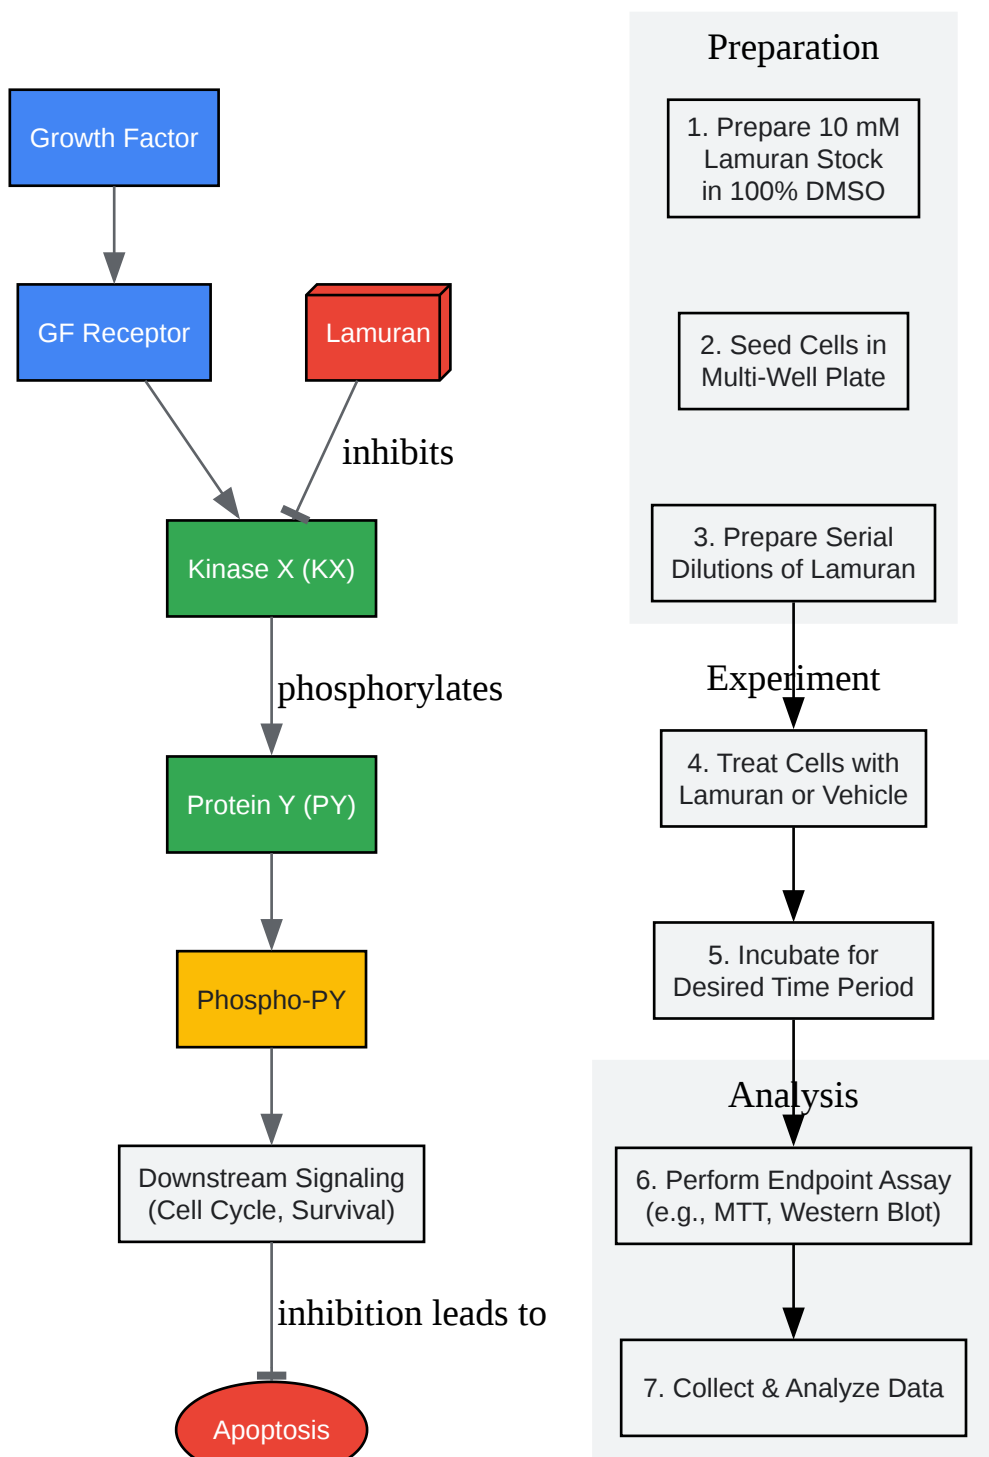 Growth Factor
GF Receptor
Lamuran
inhibits
Kinase X (KX)
phosphorylates
Protein Y (PY)
Phospho-PY
Downstream Signaling
(Cell Cycle, Survival)
inhibition leads to
Apoptosis
Preparation
1. Prepare 10 mM
Lamuran Stock
in 100% DMSO
2. Seed Cells in
Multi-Well Plate
3. Prepare Serial
Dilutions of Lamuran
Experiment
4. Treat Cells with
Lamuran or Vehicle
5. Incubate for
Desired Time Period
Analysis
6. Perform Endpoint Assay
(e.g., MTT, Western Blot)
7. Collect & Analyze Data